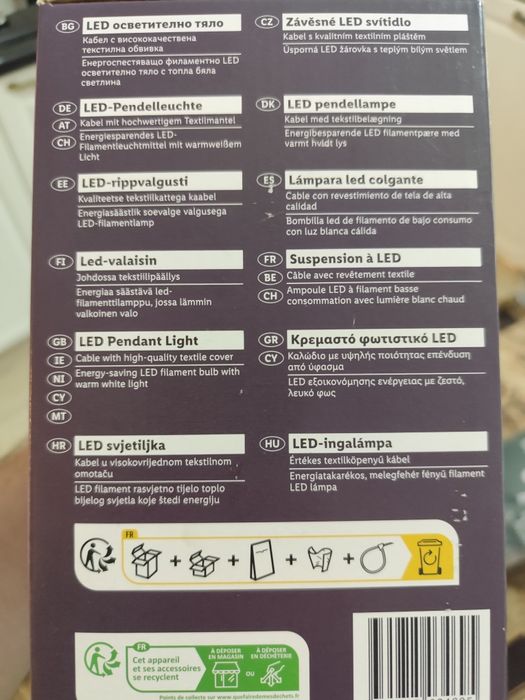 BG LED осветително тяло
Кабел с висококачествена
текстилна обвивка
Енергоспестяващо филаментно LED
осветително тяло с топла бяла
светлина
CZ Závěsné LED svítidlo
Kabel s kvalitním textilním pláštěm
Úsporná LED žárovka s teplým bílým světlem
DE LED-Pendelleuchte
AT Kabel mit hochwertigem Textilmantel
CH Energiesparendes LED-
Filamentleuchtmittel mit warmweißem
Licht
DK LED pendellampe
Kabel med tekstilbelægning
Energibesparende LED filamentpære med
varmt hvidt lys
EE LED-rippvalgusti
Kvaliteetse tekstiilkattega kaabel
Energiasäästlik soevalge valgusega
LED-filamentlamp
ES Lámpara led colgante
Cable con revestimiento de tela de alta
calidad
Bombilla led de filamento de bajo consumo
con luz blanca cálida
FI Led-valaisin
Johdossa tekstiilipäällys
Energiaa säästävä led-
filamenttilamppu, jossa lämmin
valkoinen valo
FR Suspension à LED
BE Câble avec revêtement textile
CH Ampoule LED à filament basse
consommation avec lumière blanc chaud
GB LED Pendant Light
IE Cable with high-quality textile cover
NI Energy-saving LED filament bulb with
CY warm white light
MT
GR Κρεμαστό φωτιστικό LED
CY Καλώδιο με υψηλής ποιότητας επένδυση
από ύφασμα
LED εξοικονόμησης ενέργειας με ζεστό,
λευκό φως
HR LED svjetiljka
Kabel u visokovrijednom tekstilnom
omotaču
LED filament rasvjetno tijelo toplo
bijelog svjetla koje štedi energiju
HU LED-ingalámpa
Értékes textilköpenyű kábel
Energiatakarékos, melegfehér fényű filament
LED lámpa
FR
+ + + +
FR
Cet appareil
et ses accessoires
se recyclent
À DÉPOSER
EN MAGASIN
OU
À DÉPOSER
EN DÉCHÈTERIE
Points de collecte sur www.quefairedemesdechets.fr